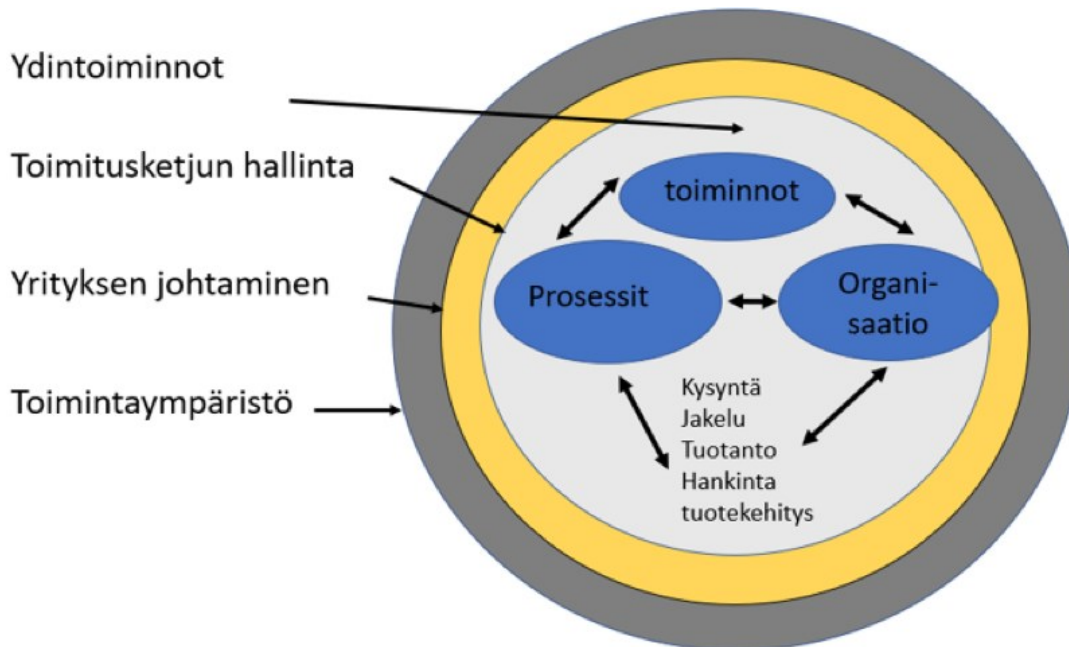 Ydintoiminnot
Toimitusketjun hallinta
Yrityksen johtaminen
Toimintaympäristö
toiminnot
Prosessit
Organi-
saatio
Kysyntä
Jakelu
Tuotanto
Hankinta
tuotekehitys